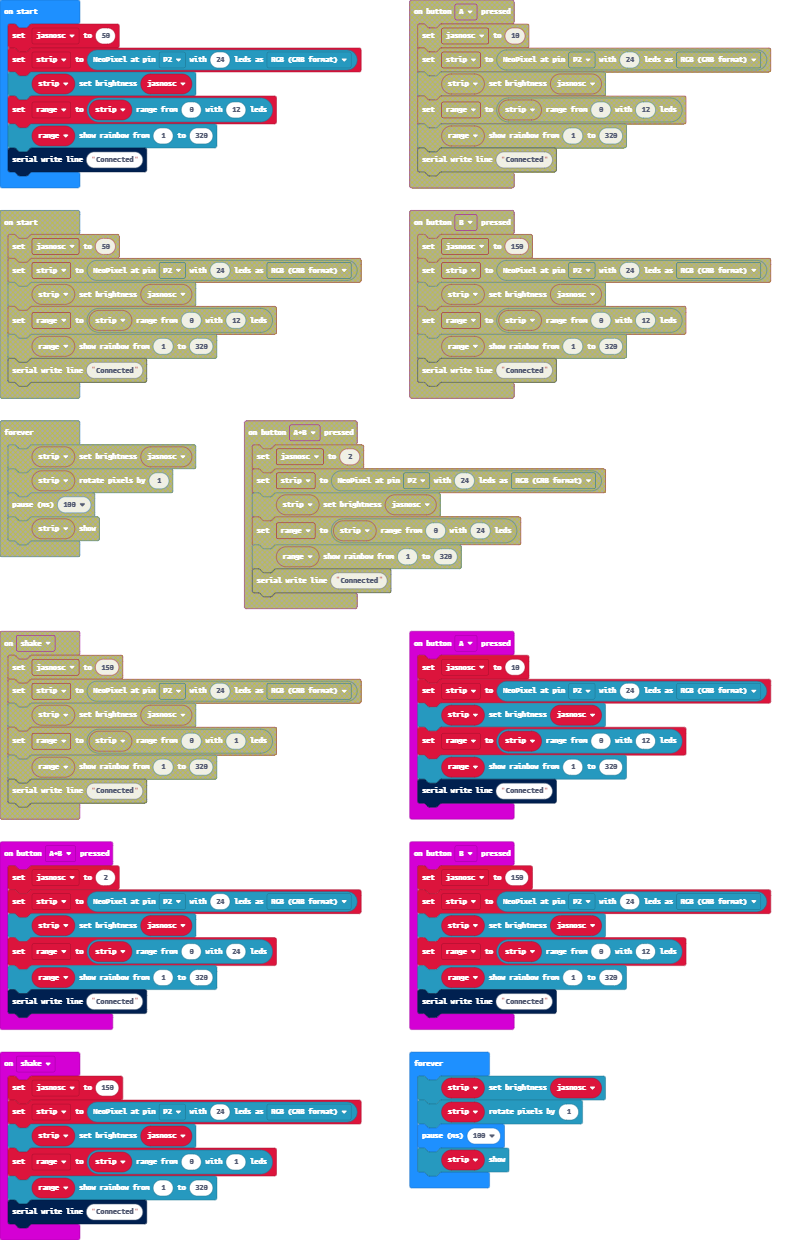 on start
set jasnosc to 50
set strip to NeoPixel at pin P2 with 24 leds as RGB (GRB format)
strip set brightness jasnosc
set range to strip range from 0 with 12 leds
range show rainbow from 1 to 320
serial write line "Connected"
on button A pressed
set jasnosc to 10
set strip to NeoPixel at pin P2 with 24 leds as RGB (GRB format)
strip set brightness jasnosc
set range to strip range from 0 with 12 leds
range show rainbow from 1 to 320
serial write line "Connected"
on start
set jasnosc to 50
set strip to NeoPixel at pin P2 with 24 leds as RGB (GRB format)
strip set brightness jasnosc
set range to strip range from 0 with 12 leds
range show rainbow from 1 to 320
serial write line "Connected"
on button B pressed
set jasnosc to 150
set strip to NeoPixel at pin P2 with 24 leds as RGB (GRB format)
strip set brightness jasnosc
set range to strip range from 0 with 12 leds
range show rainbow from 1 to 320
serial write line "Connected"
forever
strip set brightness jasnosc
strip rotate pixels by 1
pause (ms) 100
strip show
on button A+B pressed
set jasnosc to 2
set strip to NeoPixel at pin P2 with 24 leds as RGB (GRB format)
strip set brightness jasnosc
set range to strip range from 0 with 24 leds
range show rainbow from 1 to 320
serial write line "Connected"
on shake
set jasnosc to 150
set strip to NeoPixel at pin P2 with 24 leds as RGB (GRB format)
strip set brightness jasnosc
set range to strip range from 0 with 1 leds
range show rainbow from 1 to 320
serial write line "Connected"
on button A pressed
set jasnosc to 10
set strip to NeoPixel at pin P2 with 24 leds as RGB (GRB format)
strip set brightness jasnosc
set range to strip range from 0 with 12 leds
range show rainbow from 1 to 320
serial write line "Connected"
on button A+B pressed
set jasnosc to 2
set strip to NeoPixel at pin P2 with 24 leds as RGB (GRB format)
strip set brightness jasnosc
set range to strip range from 0 with 24 leds
range show rainbow from 1 to 320
serial write line "Connected"
on button B pressed
set jasnosc to 150
set strip to NeoPixel at pin P2 with 24 leds as RGB (GRB format)
strip set brightness jasnosc
set range to strip range from 0 with 12 leds
range show rainbow from 1 to 320
serial write line "Connected"
on shake
set jasnosc to 150
set strip to NeoPixel at pin P2 with 24 leds as RGB (GRB format)
strip set brightness jasnosc
set range to strip range from 0 with 1 leds
range show rainbow from 1 to 320
serial write line "Connected"
forever
strip set brightness jasnosc
strip rotate pixels by 1
pause (ms) 100
strip show